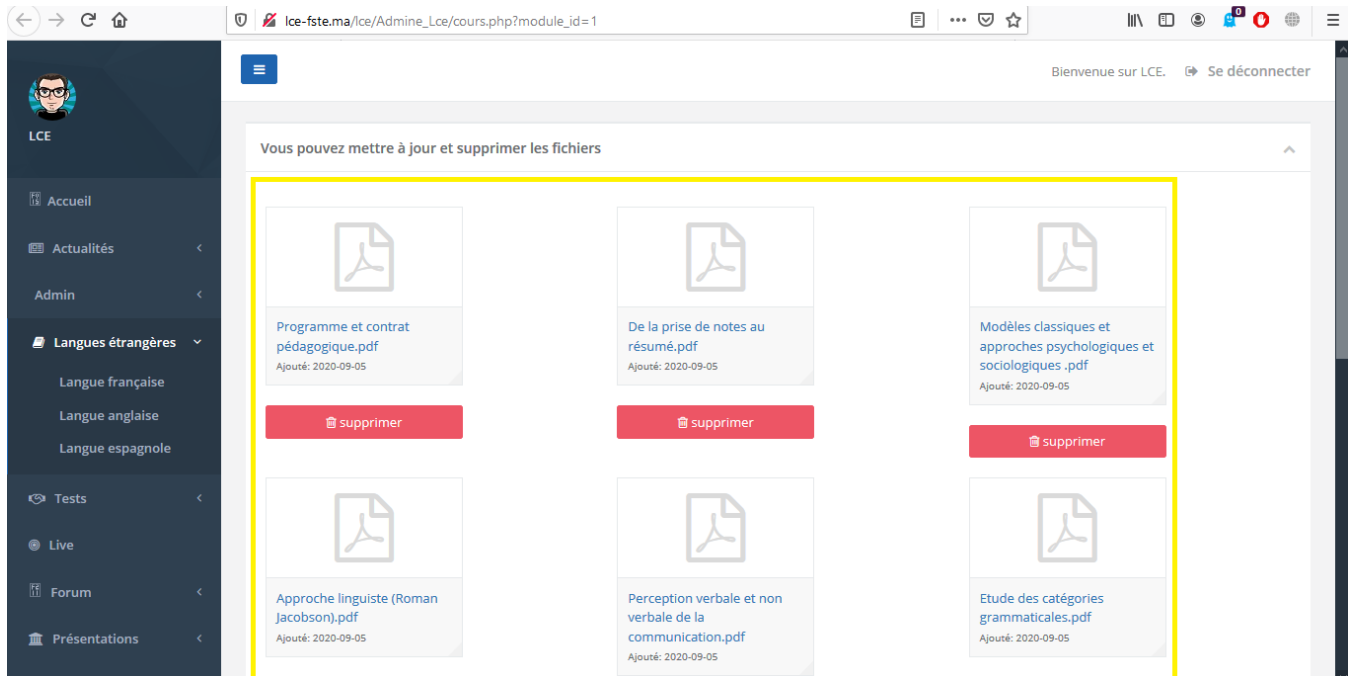 lce-fste.ma/lce/Admine_Lce/cours.php?module_id=1
0
Bienvenue sur LCE.
Se déconnecter
LCE
Vous pouvez mettre à jour et supprimer les fichiers
Accueil
Actualités
Admin
Langues étrangères
Langue française
Langue anglaise
Langue espagnole
Tests
Live
Forum
Présentations
Programme et contrat
pédagogique.pdf
Ajouté: 2020-09-05
supprimer
De la prise de notes au
résumé.pdf
Ajouté: 2020-09-05
supprimer
Modèles classiques et
approches psychologiques et
sociologiques .pdf
Ajouté: 2020-09-05
supprimer
Approche linguiste (Roman
Jacobson).pdf
Ajouté: 2020-09-05
Perception verbale et non
verbale de la
communication.pdf
Ajouté: 2020-09-05
Etude des catégories
grammaticales.pdf
Ajouté: 2020-09-05